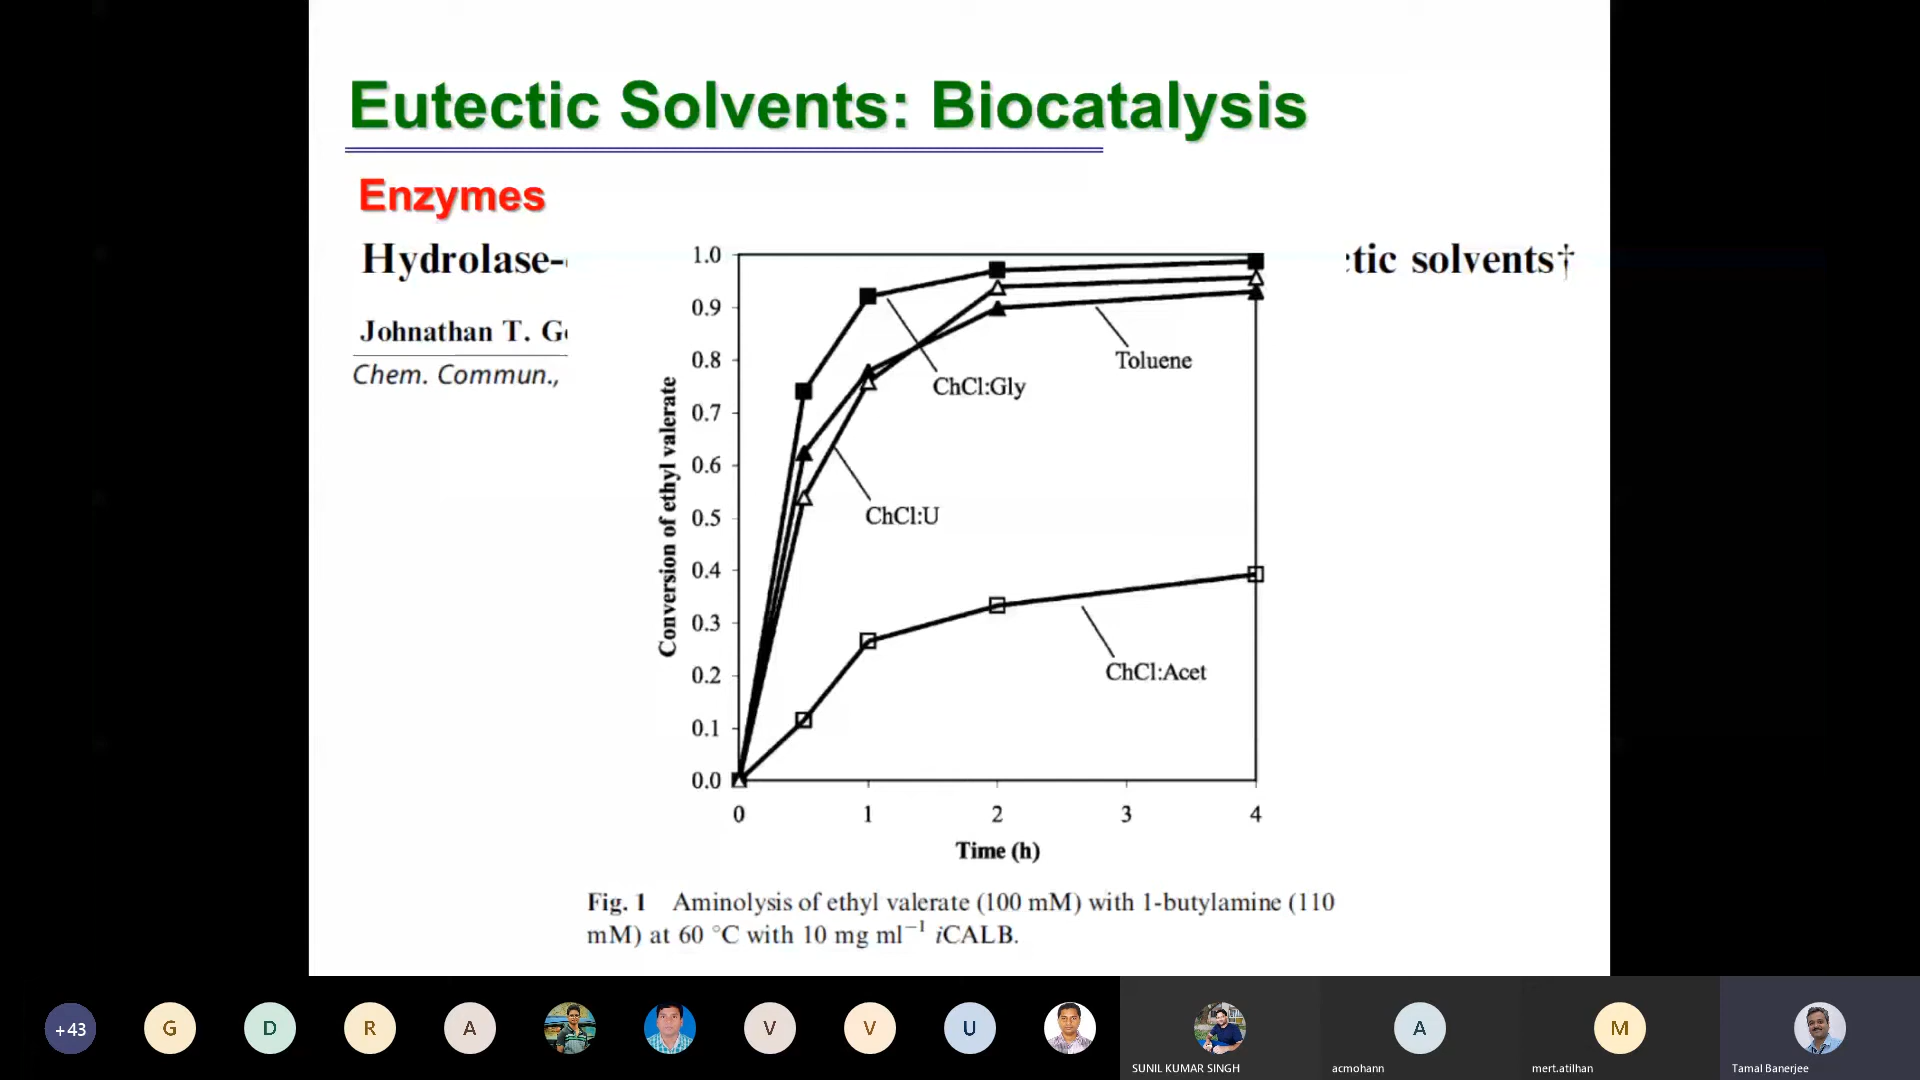 Eutectic Solvents: Biocatalysis
Enzymes
Hydrolase- tic solvents†
Johnathan T.
Chem. Commun.,
1.0
0.9
0.8
0.7
0.6
0.5
0.4
0.3
0.2
0.1
0.0
Conversion of ethyl valerate
Toluene
ChCl:Gly
ChCl:U
ChCl:Acet
0 1 2 3 4
Time (h)
Fig. 1 Aminolysis of ethyl valerate (100 mM) with 1-butylamine (110
mM) at 60 °C with 10 mg ml⁻¹ iCALB.
+43 G D R A V V U A M
SUNIL KUMAR SINGH acmohann mert.atilhan Tamal Banerjee